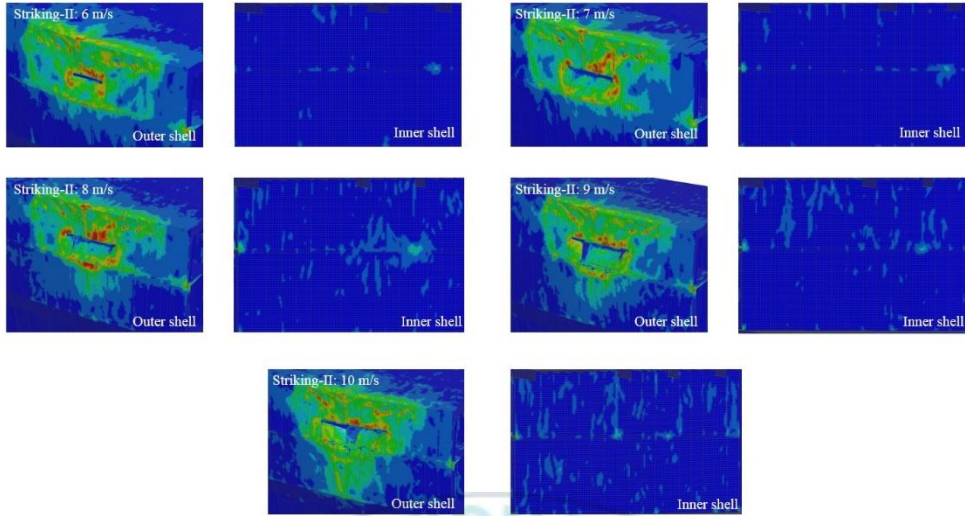 Striking-II: 6 m/s
Outer shell
Inner shell
Striking-II: 7 m/s
Outer shell
Inner shell
Striking-II: 8 m/s
Outer shell
Inner shell
Striking-II: 9 m/s
Outer shell
Inner shell
Striking-II: 10 m/s
Outer shell
Inner shell